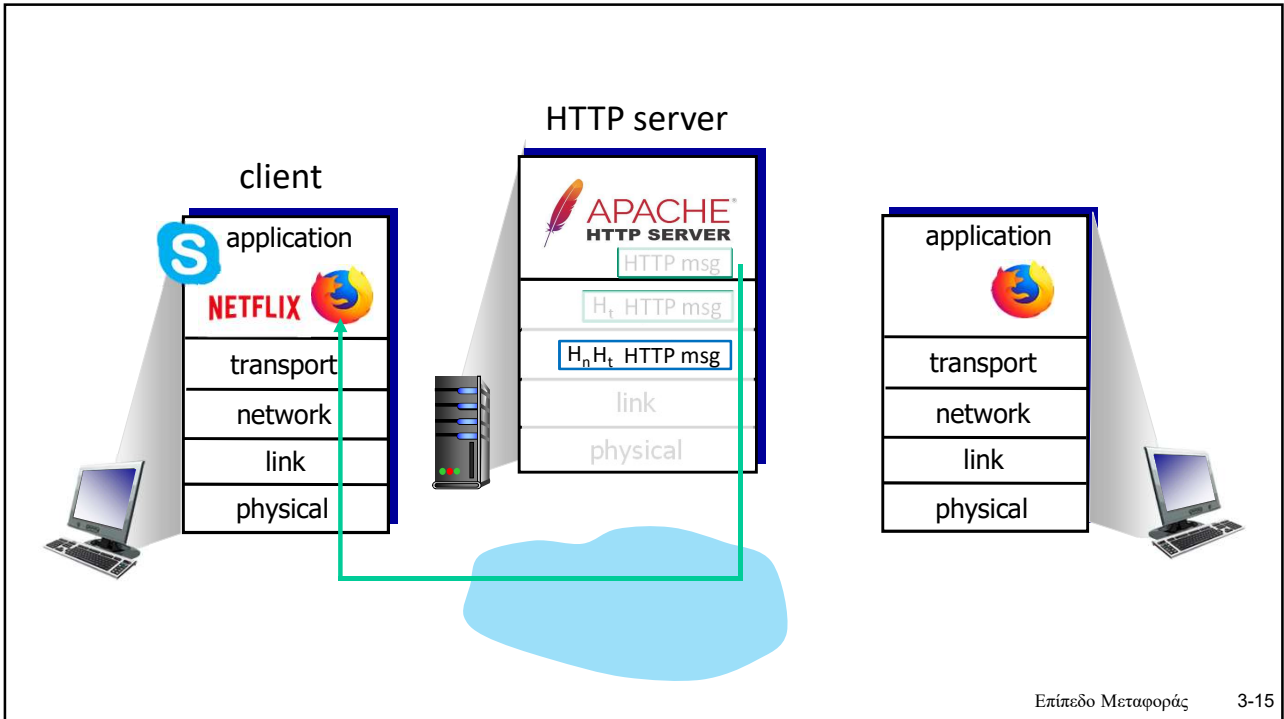 HTTP server
client
APACHE®
HTTP SERVER
HTTP msg
Ht HTTP msg
HnHt HTTP msg
link
physical
S
application
NETFLIX
transport
network
link
physical
application
transport
network
link
physical
Επίπεδο Μεταφοράς 3-15